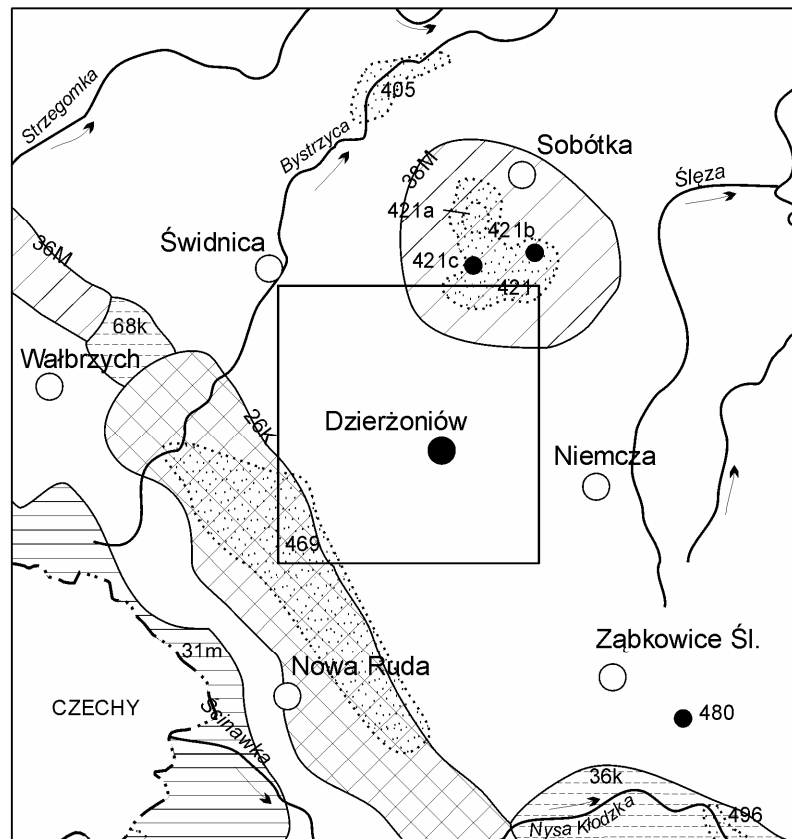 Strzegomka
405
Bystrzyca
Sobótka
38M
Ślęza
421a
421b
Świdnica
421c
36M
421
68k
Wałbrzych
26k
Dzierżoniów
Niemcza
469
Ząbkowice Śl.
31m
Nowa Ruda
CZECHY
Ścinawka
480
36k
Nysa Kłodzka
496